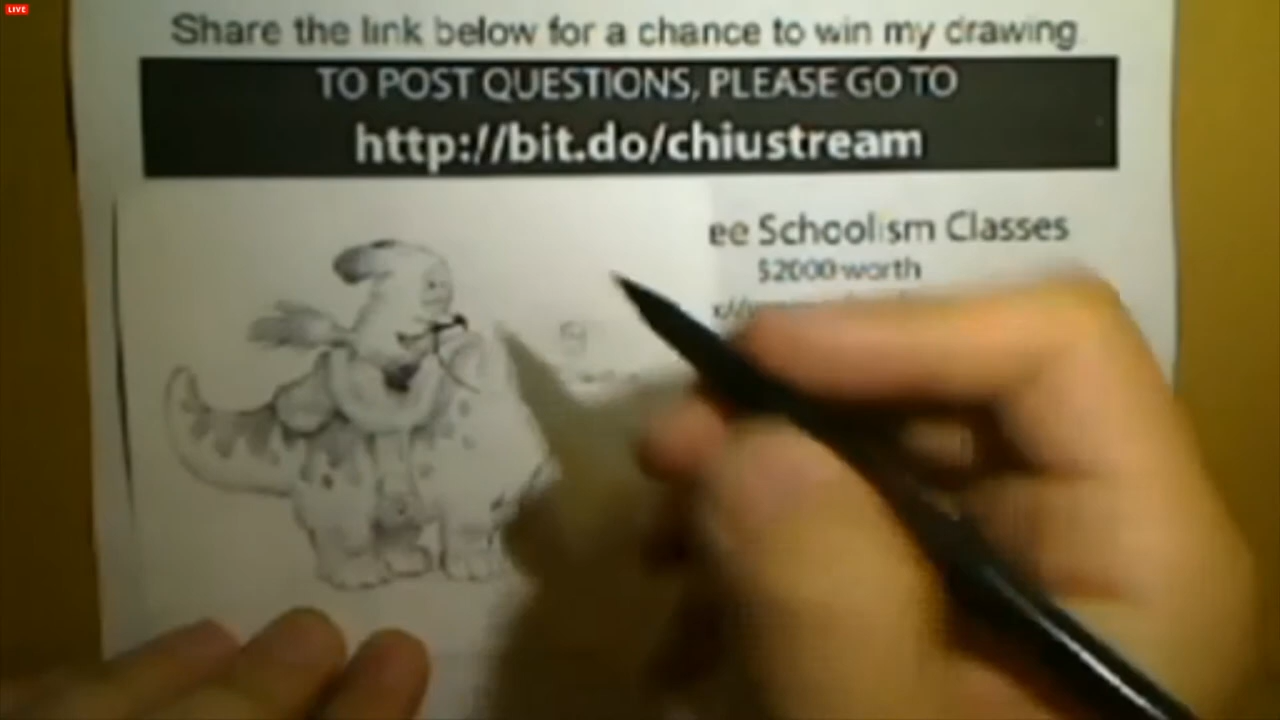 LIVE
Share the link below for a chance to win my drawing
TO POST QUESTIONS, PLEASE GO TO
http://bit.do/chiustream
ee Schoolism Classes
$2000 worth